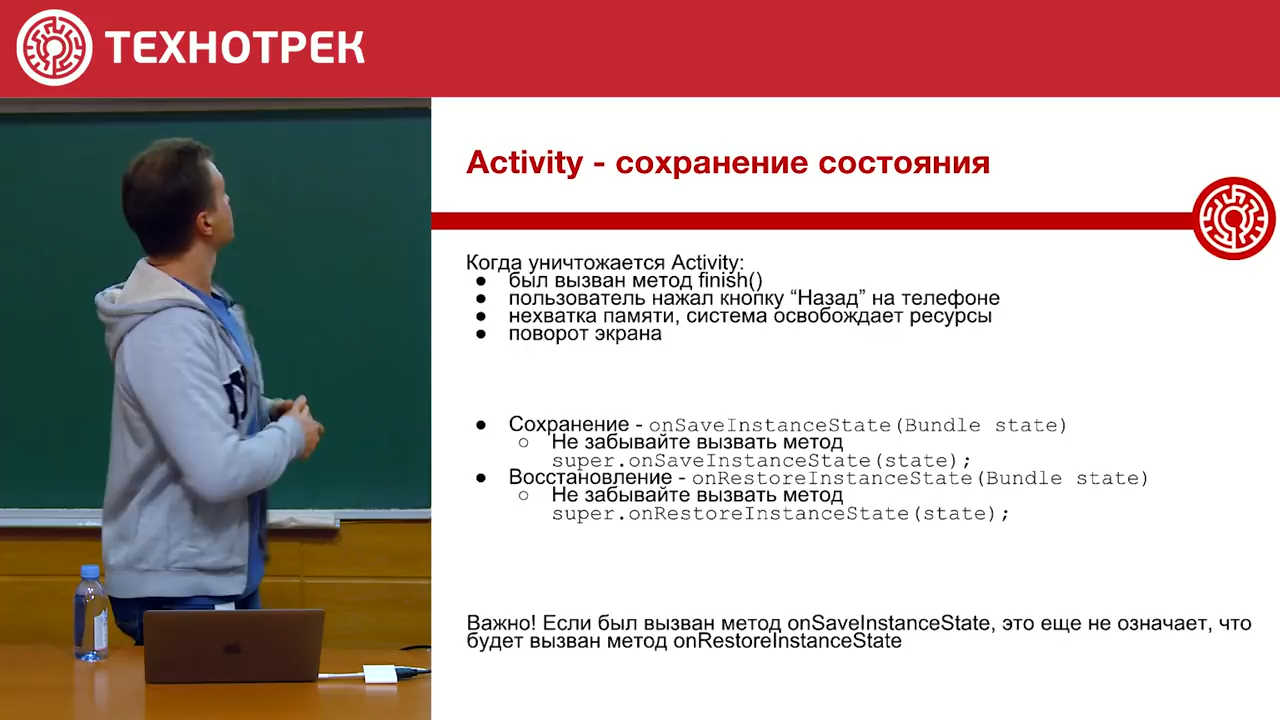 ТЕХНОТРЕК
Activity - сохранение состояния
Когда уничтожается Activity:
● был вызван метод finish()
● пользователь нажал кнопку “Назад” на телефоне
● нехватка памяти, система освобождает ресурсы
● поворот экрана
● Сохранение - onSaveInstanceState(Bundle state)
○ Не забывайте вызвать метод
super.onSaveInstanceState(state);
● Восстановление - onRestoreInstanceState(Bundle state)
○ Не забывайте вызвать метод
super.onRestoreInstanceState(state);
Важно! Если был вызван метод onSaveInstanceState, это еще не означает, что
будет вызван метод onRestoreInstanceState